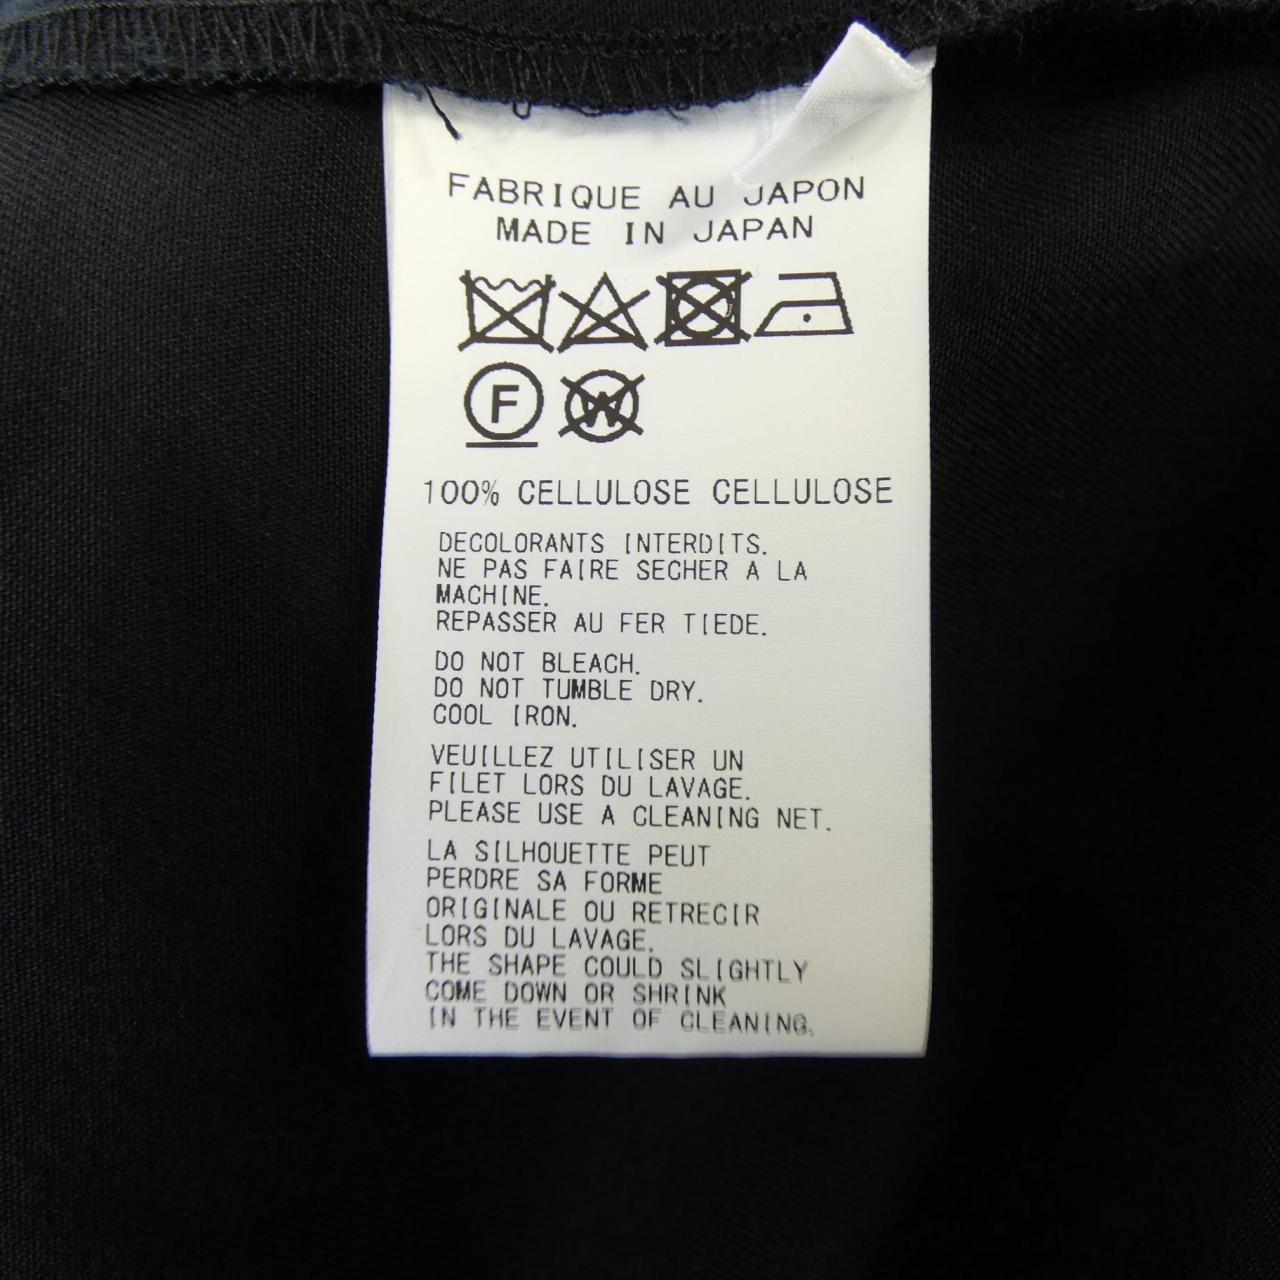 FABRIQUE AU JAPON
MADE IN JAPAN
F W
100% CELLULOSE CELLULOSE
DECOLORANTS INTERDITS.
NE PAS FAIRE SECHER A LA
MACHINE.
REPASSER AU FER TIEDE.
DO NOT BLEACH.
DO NOT TUMBLE DRY.
COOL IRON.
VEUILLEZ UTILISER UN
FILET LORS DU LAVAGE.
PLEASE USE A CLEANING NET.
LA SILHOUETTE PEUT
PERDRE SA FORME
ORIGINALE OU RETRECIR
LORS DU LAVAGE.
THE SHAPE COULD SLIGHTLY
COME DOWN OR SHRINK
IN THE EVENT OF CLEANING.